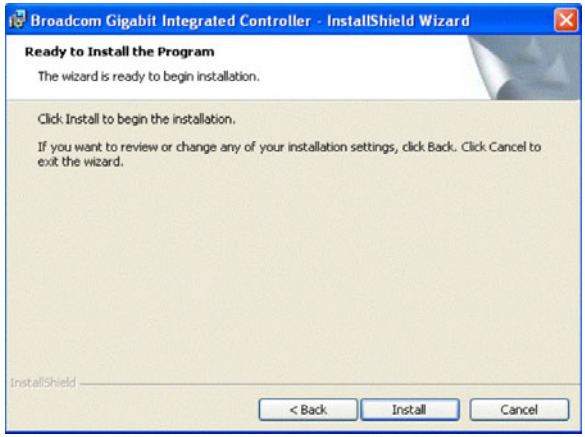 Broadcom Gigabit Integrated Controller - InstallShield Wizard
Ready to Install the Program
The wizard is ready to begin installation.
Click Install to begin the installation.
If you want to review or change any of your installation settings, click Back. Click Cancel to
exit the wizard.
InstallShield
< Back Install Cancel